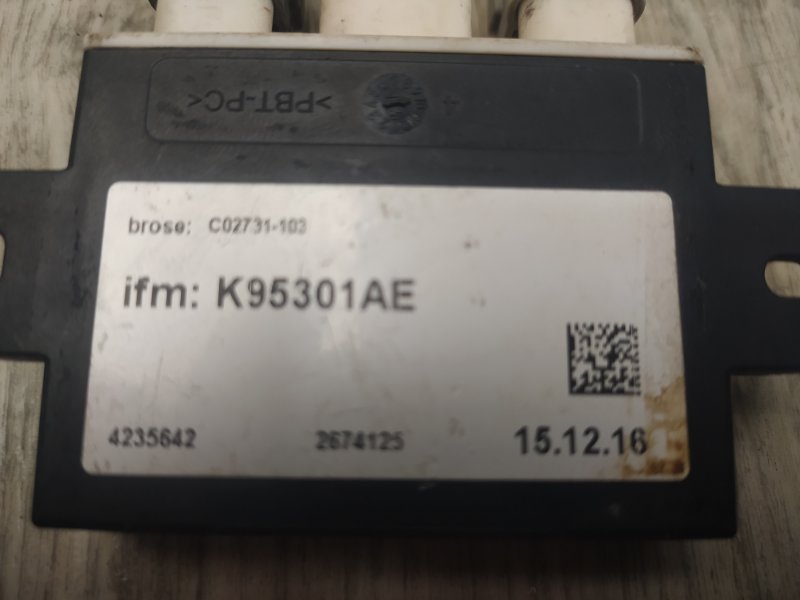 >PBT-PC<
brose: C02731-103
ifm: K95301AE
4235642 2674125 15.12.16